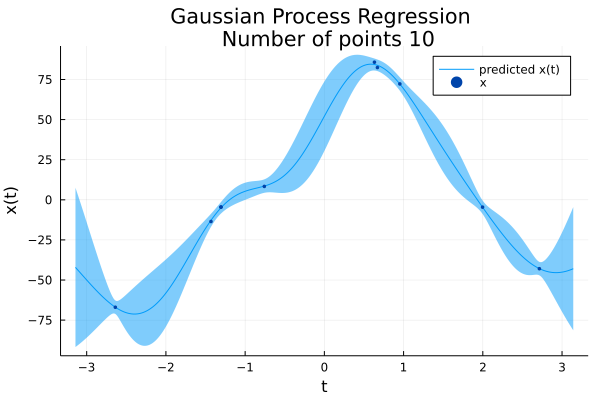 Gaussian Process Regression
Number of points 10
predicted x(t)
x
75
50
25
0
−25
−50
−75
x(t)
−3
−2
−1
0
1
2
3
t